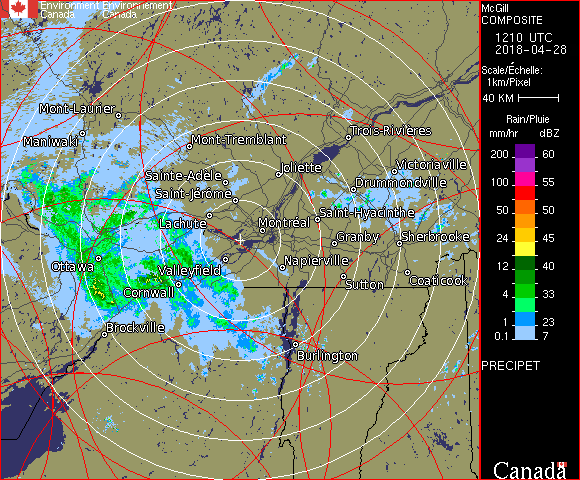 Environment Environnement
Canada Canada
McGill
COMPOSITE
1210 UTC
2018-04-28
Scale/Échelle:
1km/Pixel
40 KM
Rain/Pluie
mm/hr dBZ
200 60
150 57
100 55
50 50
24 45
12 40
4 33
1 23
0.1 7
PRECIPET
Canada
Mont-Laurier
Maniwaki
Mont-Tremblant
Trois-Rivières
Sainte-Adèle
Joliette
Victoriaville
Saint-Jérôme
Drummondville
Lachute
Montréal
Saint-Hyacinthe
Granby
Sherbrooke
Ottawa
Valleyfield
Napierville
Cornwall
Sutton
Coaticook
Brockville
Burlington